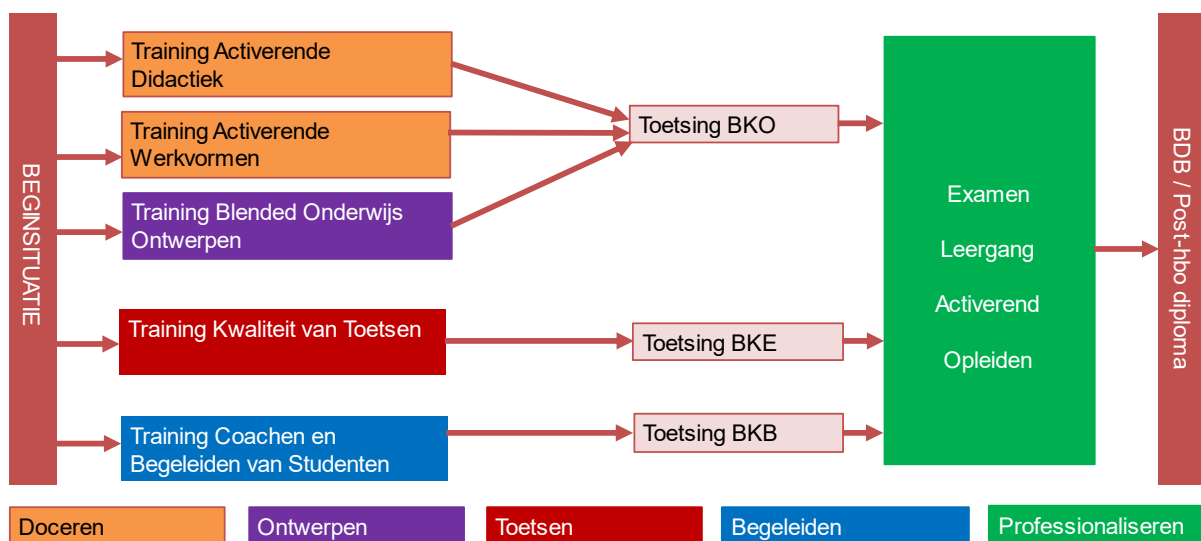 BEGINSITUATIE
Training Activerende
Didactiek
Training Activerende
Werkvormen
Training Blended Onderwijs
Ontwerpen
Training Kwaliteit van Toetsen
Training Coachen en
Begeleiden van Studenten
Toetsing BKO
Toetsing BKE
Toetsing BKB
Examen
Leergang
Activerend
Opleiden
BDB / Post-hbo diploma
Doceren
Ontwerpen
Toetsen
Begeleiden
Professionaliseren